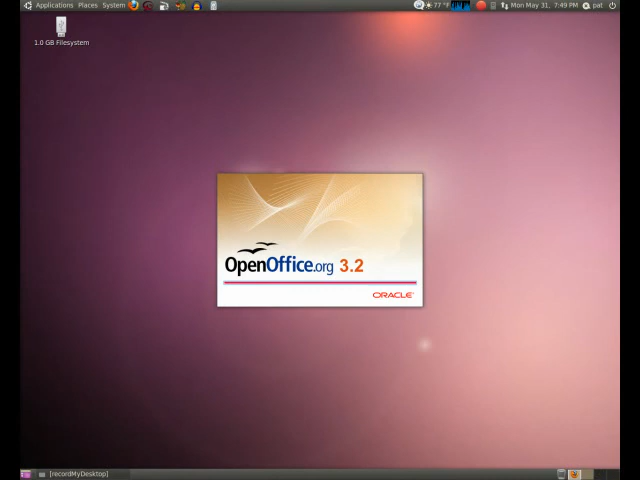 Applications Places System 77 °F Mon May 31, 7:49 PM pat
1.0 GB Filesystem
OpenOffice.org 3.2
ORACLE
[recordMyDesktop]